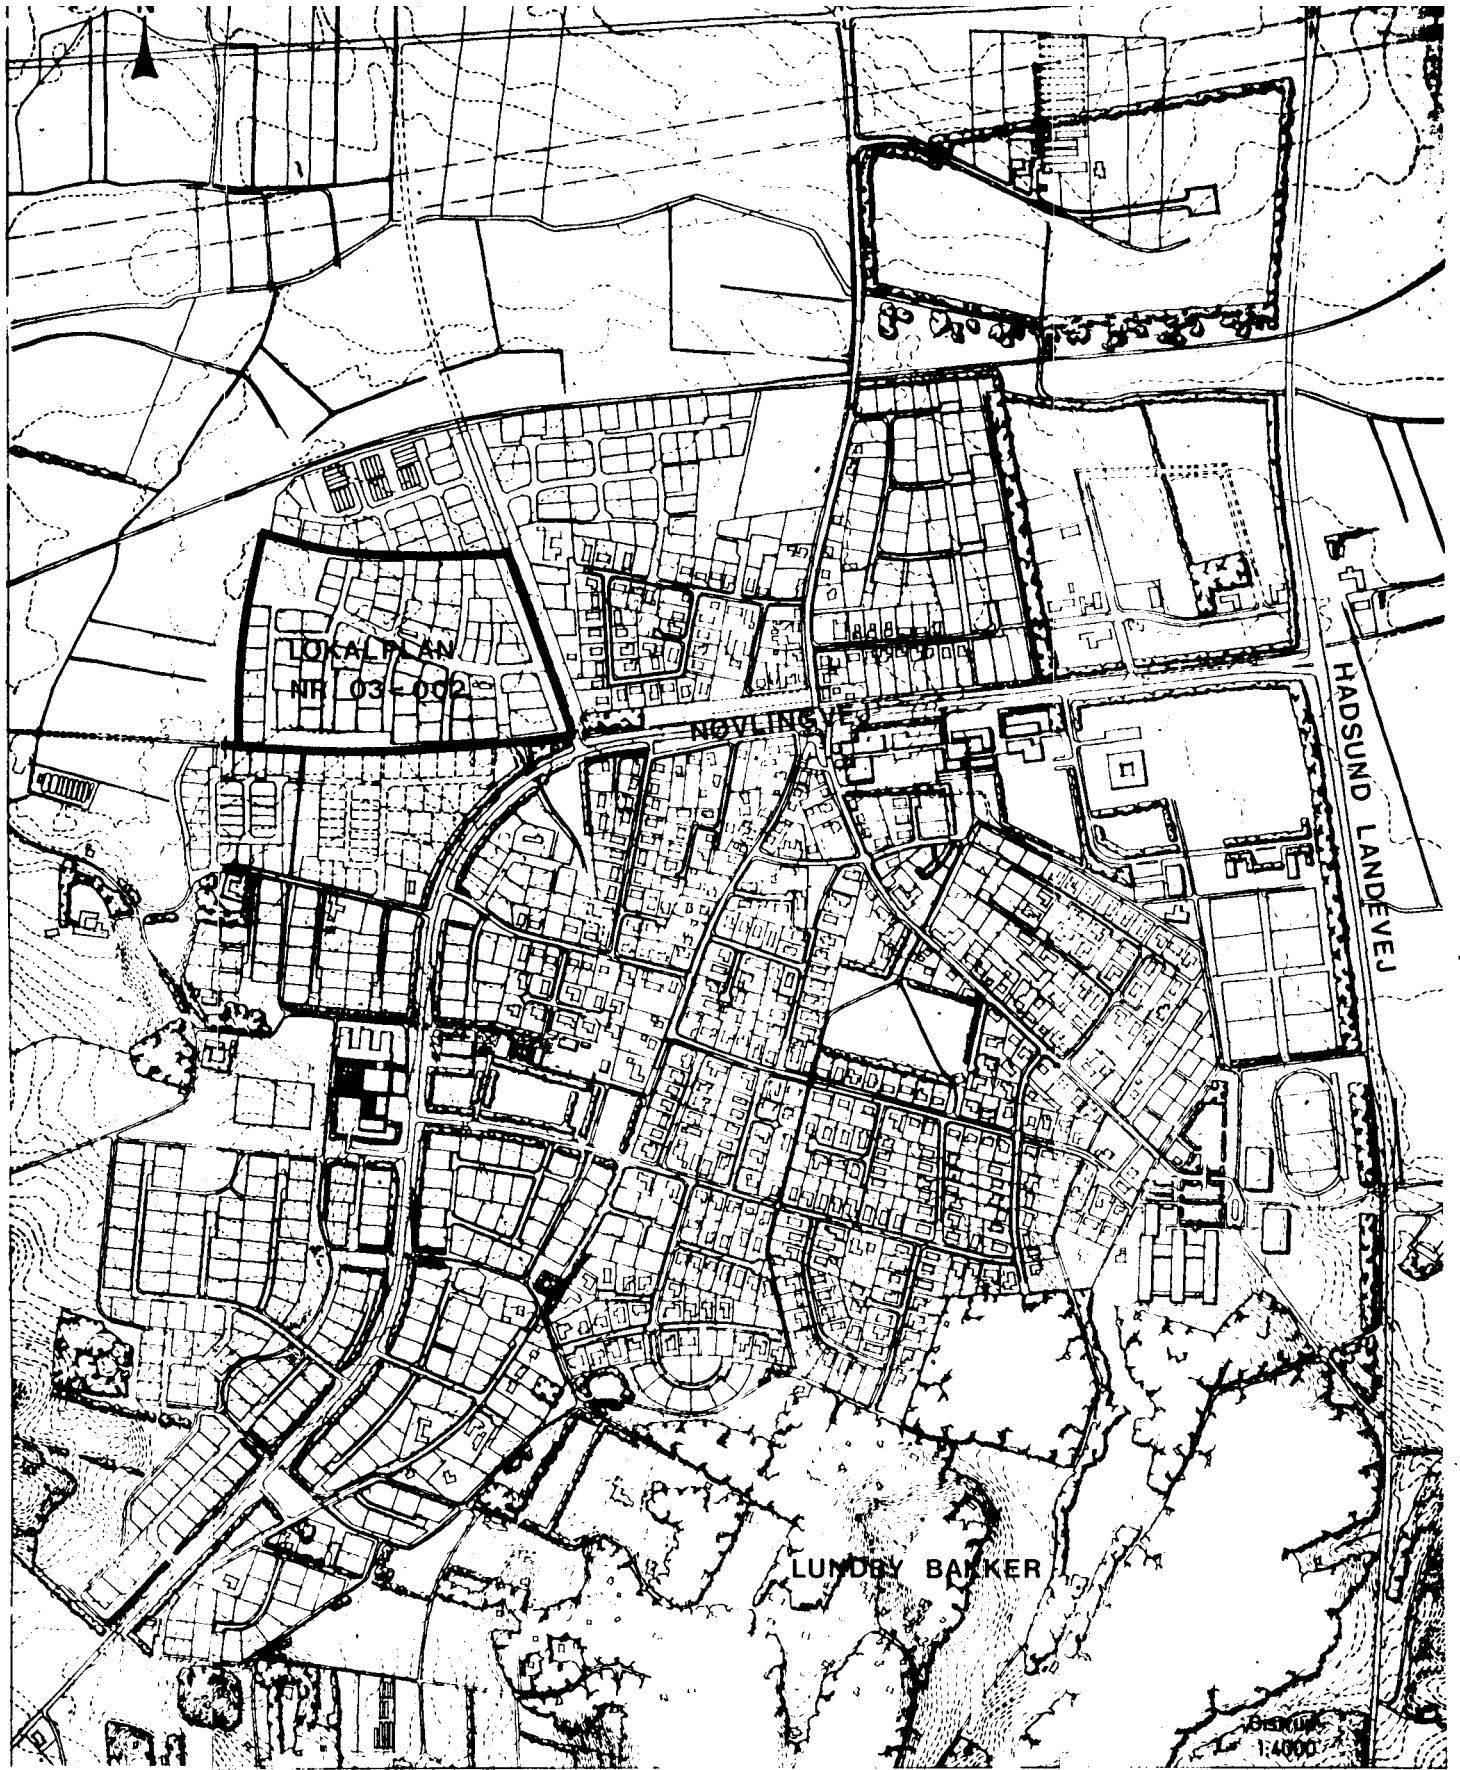 N
LOKALPLAN
NR 03-002
NØVLINGVEJ
HADSUND LANDEVEJ
LUNDBY BAKKER
1:4000